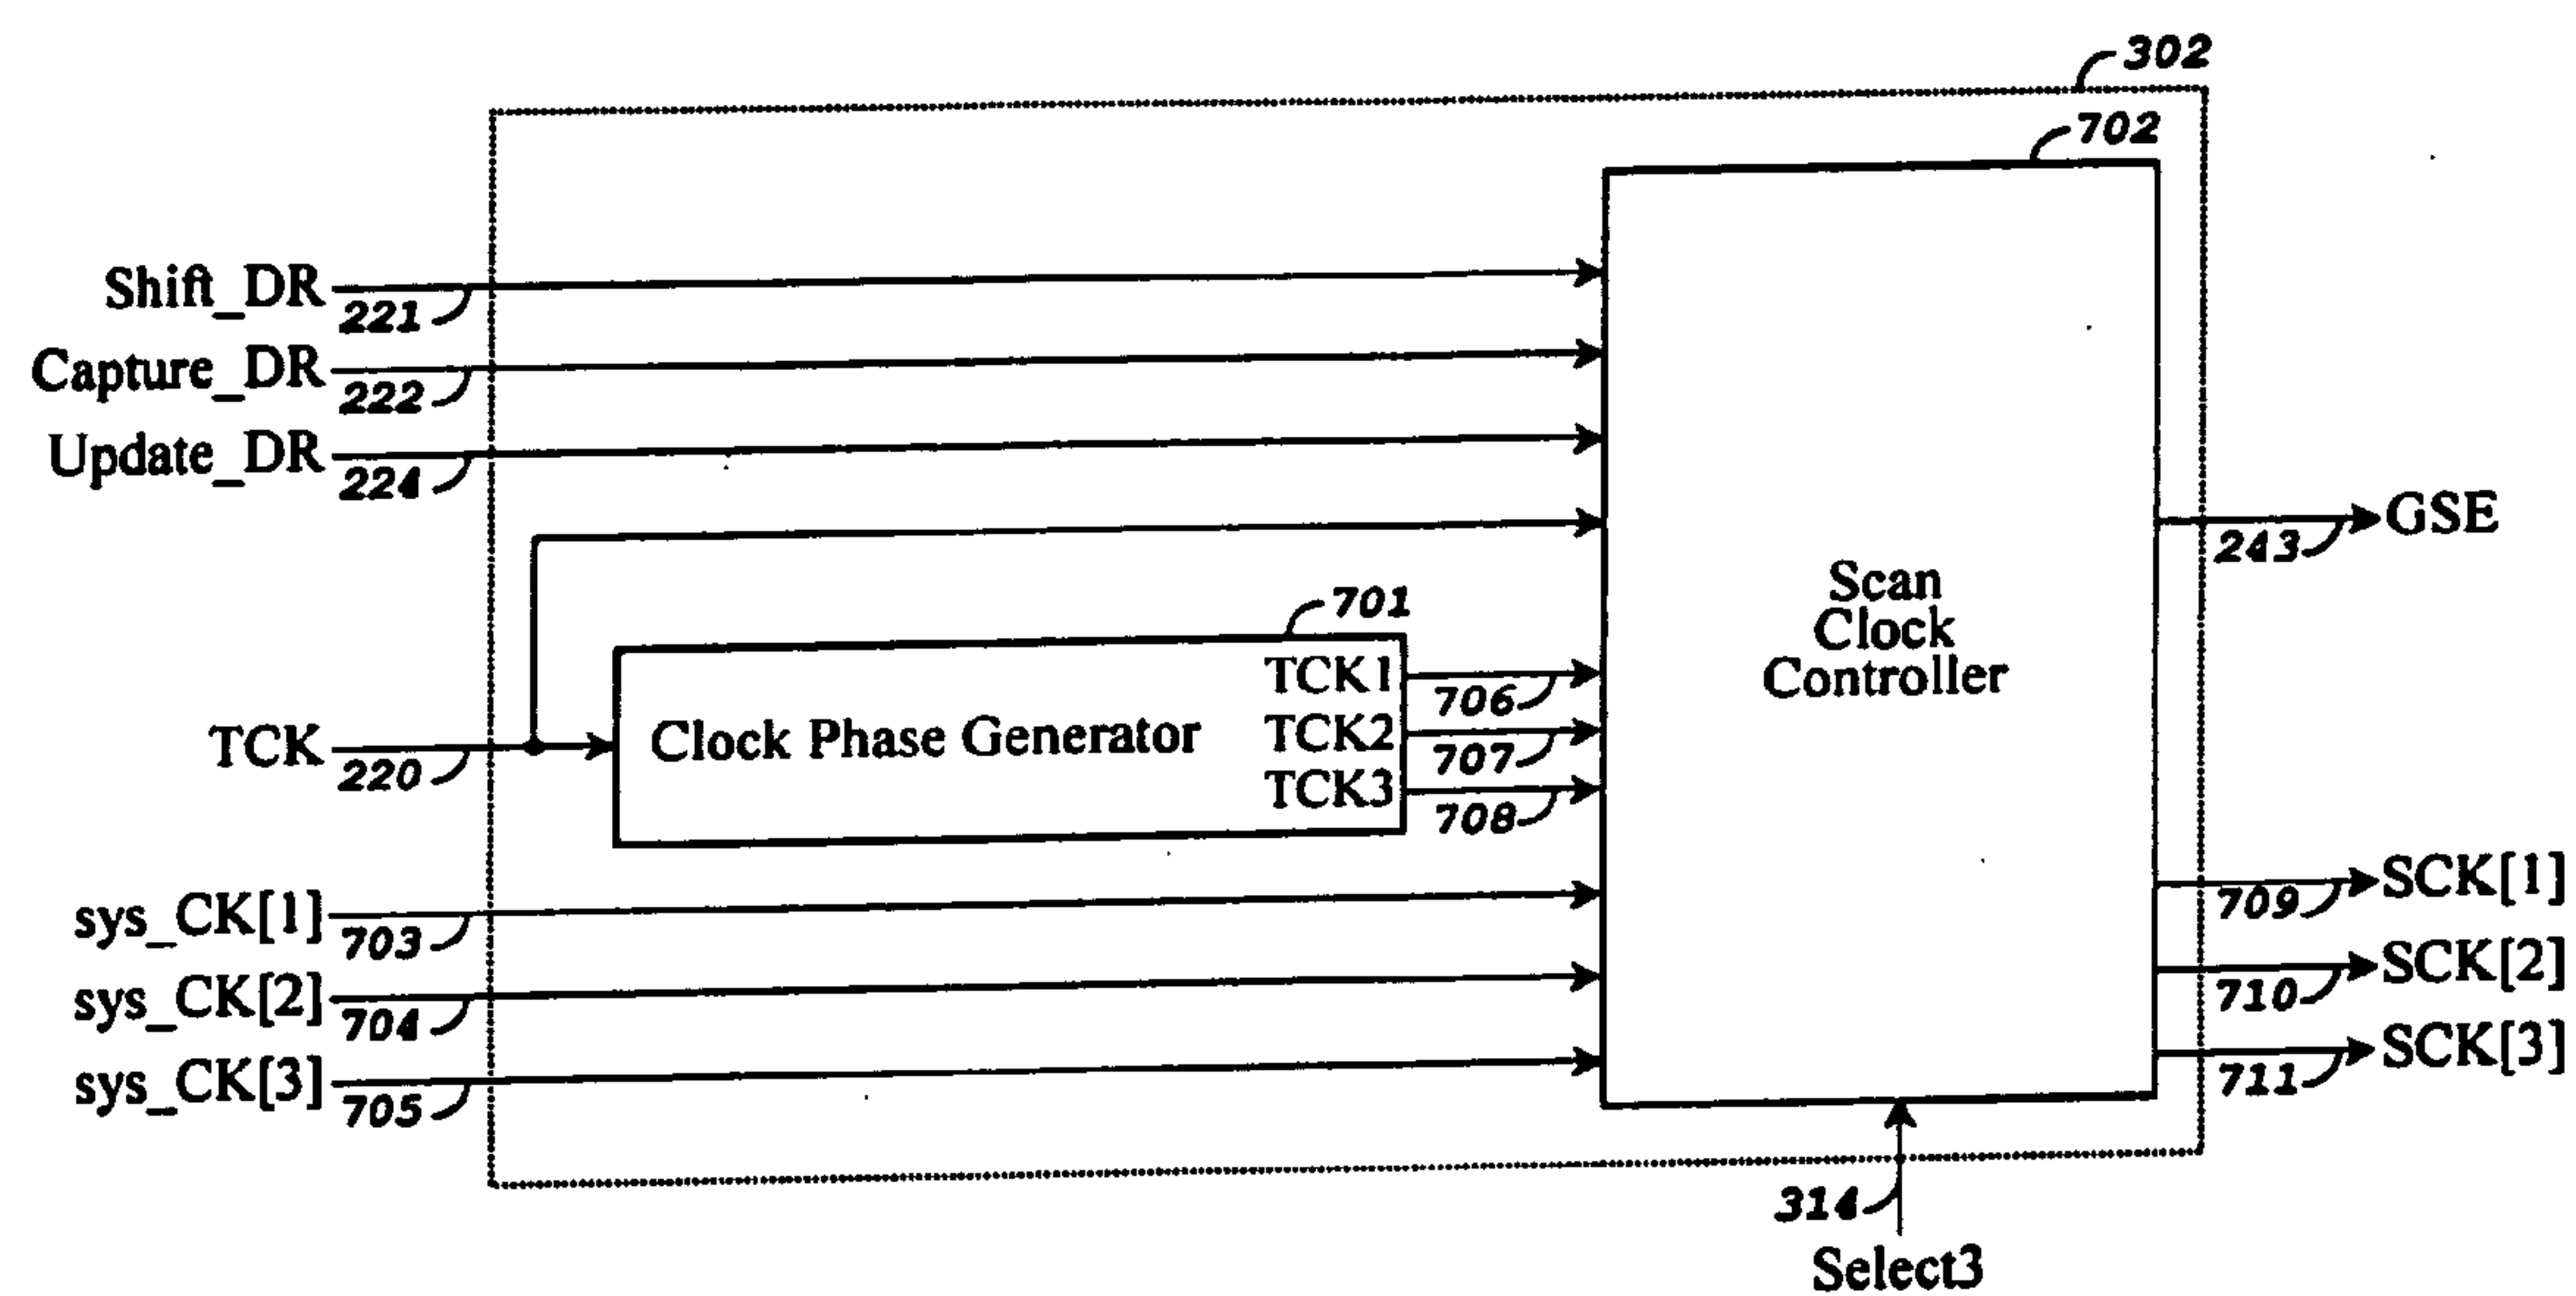 302
702
Shift_DR
221
Capture_DR
222
Update_DR
224
GSE
243
Scan
Clock
Controller
701
TCK1
706
Clock Phase Generator
TCK2
707
TCK3
708
TCK
220
sys_CK[1]
703
SCK[1]
709
sys_CK[2]
704
SCK[2]
710
sys_CK[3]
705
SCK[3]
711
314
Select3